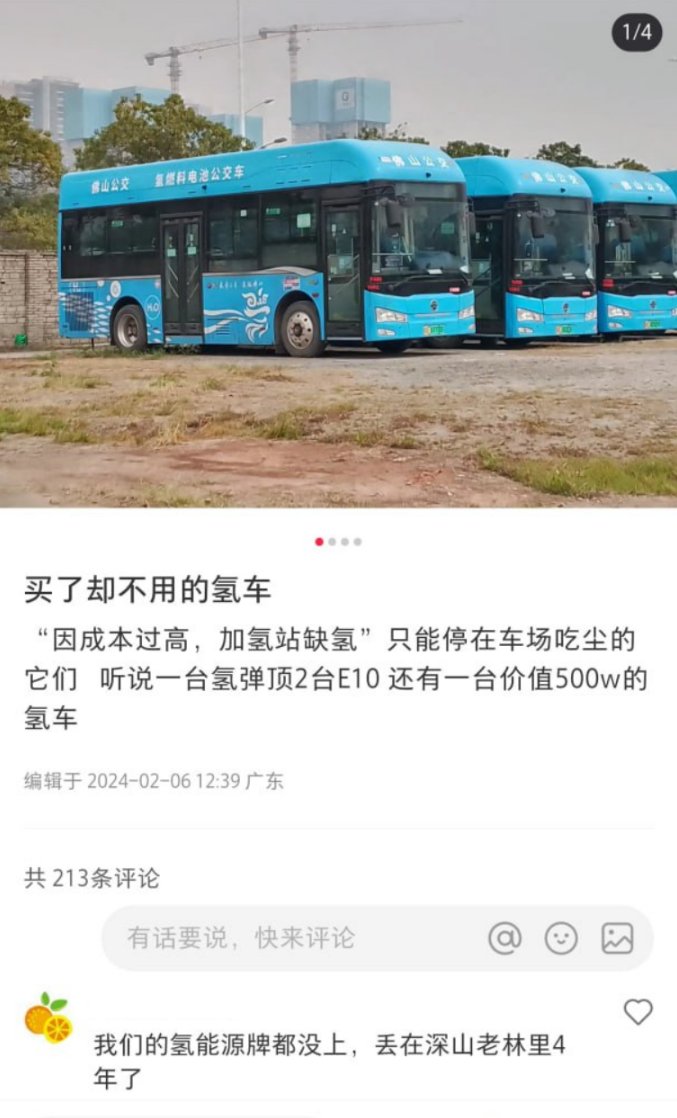 1/4
佛山公交 氢燃料电池公交车
佛山公交
佛山公交
佛山公交
H₂O
买了却不用的氢车
“因成本过高，加氢站缺氢”只能停在车场吃尘的
它们 听说一台氢弹顶2台E10 还有一台价值500w的
氢车
编辑于 2024-02-06 12:39 广东
共 213条评论
有话要说，快来评论
我们的氢能源牌都没上，丢在深山老林里4
年了